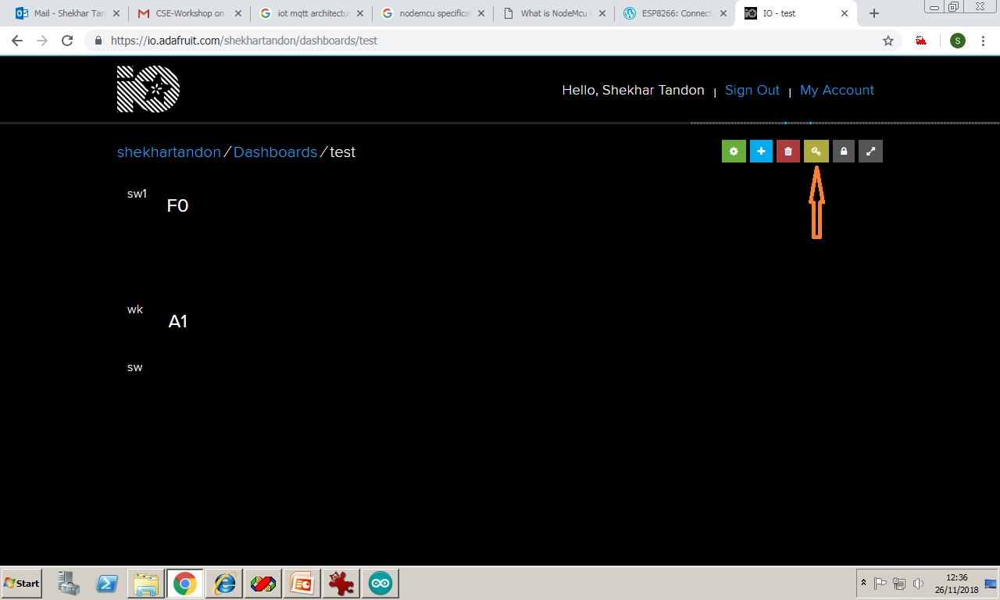 Mail - Shekhar Tan
CSE-Workshop on
iot mqtt architectu
nodemcu specifica
What is NodeMcu
ESP8266: Connecti
IO - test
https://io.adafruit.com/shekhartandon/dashboards/test
S
Hello, Shekhar Tandon | Sign Out | My Account
shekhartandon / Dashboards / test
sw1
F0
wk
A1
sw
Start
12:36
26/11/2018